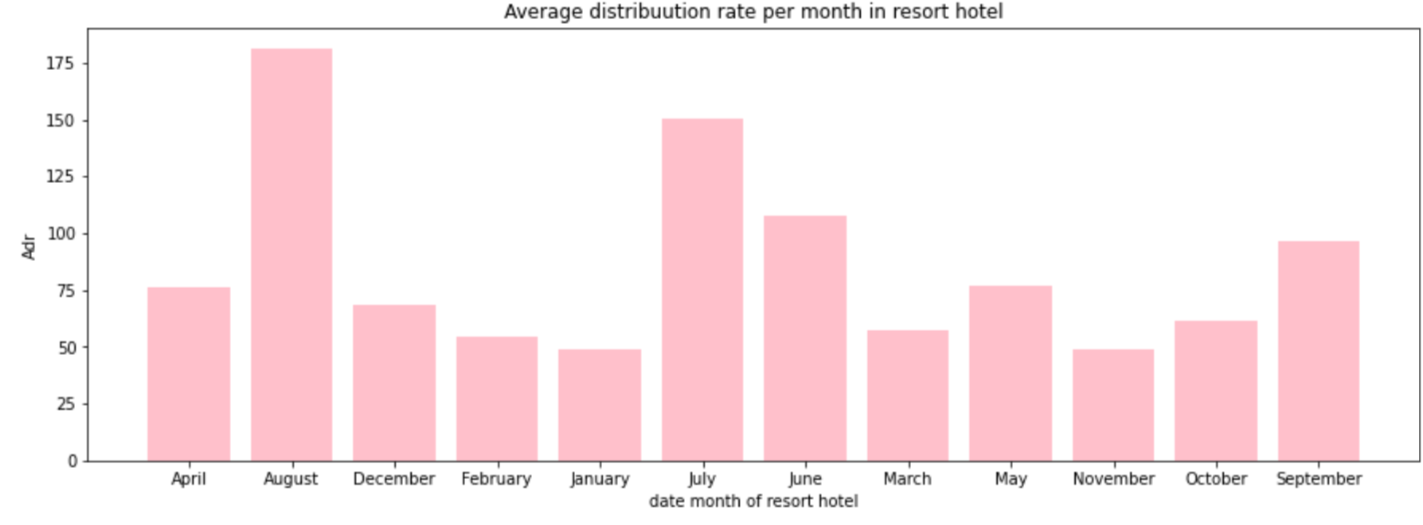 Average distribuution rate per month in resort hotel
175
150
125
100
75
50
25
0
Adr
April August December February January July June March May November October September
date month of resort hotel